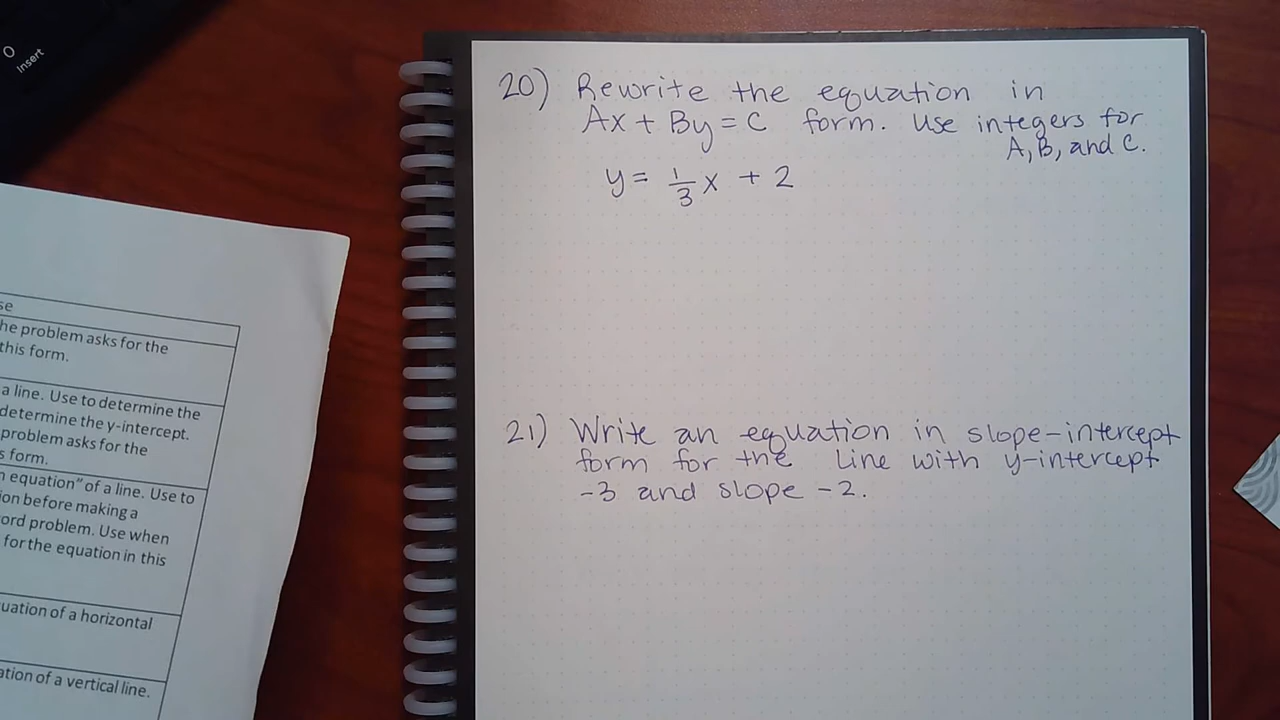 Insert
20) Rewrite the equation in
Ax + By = C form. Use integers for
A, B, and C.
y = 1/3 x + 2
21) Write an equation in slope-intercept
form for the line with y-intercept
-3 and slope -2.
se
he problem asks for the
this form.
a line. Use to determine the
determine the y-intercept.
problem asks for the
s form.
n equation" of a line. Use to
ion before making a
ord problem. Use when
for the equation in this
uation of a horizontal
ation of a vertical line.